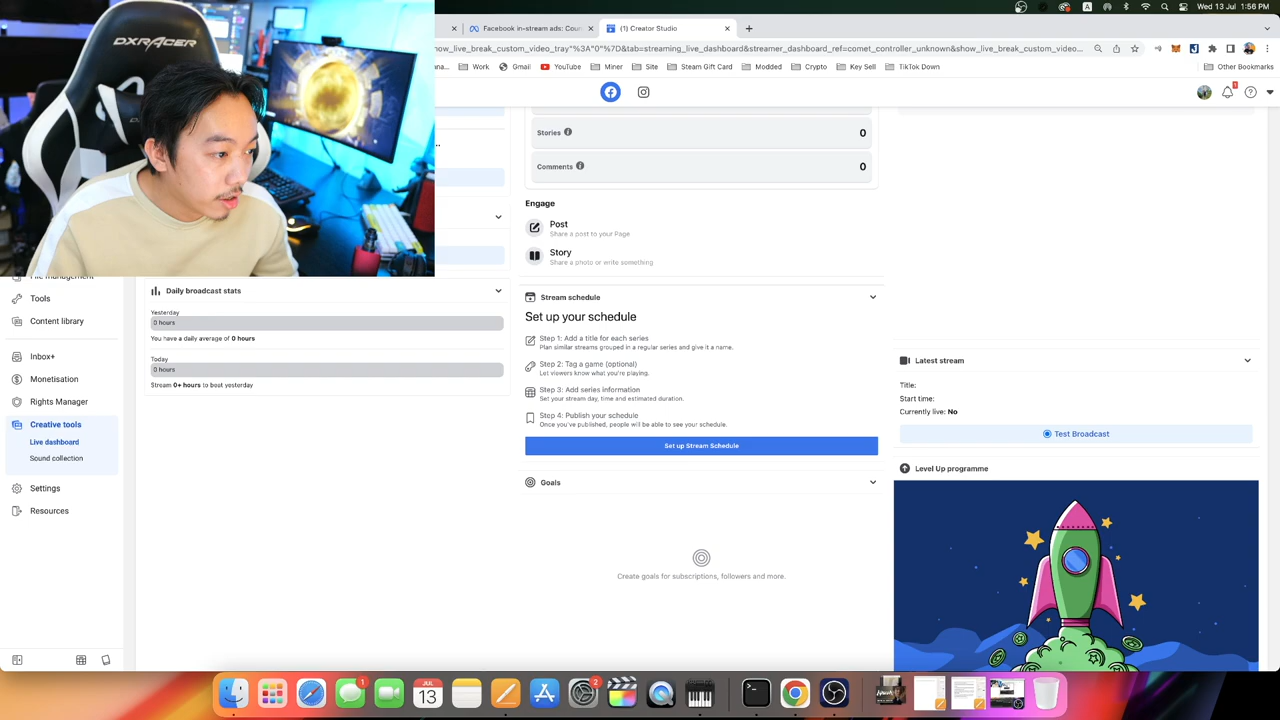 Wed 13 Jul 1:56 PM
DXRACER
Facebook in-stream ads: Coun
(1) Creator Studio
how_live_break_custom_video_tray"%3A"0"%7D&tab=streaming_live_dashboard&streamer_dashboard_ref=comet_controller_unknown&show_live_break_custom_video...
Work
Gmail
YouTube
Miner
Site
Steam Gift Card
Modded
Crypto
Key Sell
TikTok Down
Other Bookmarks
Stories
0
Comments
0
Engage
Post
Share a post to your Page
Story
Share a photo or write something
File management
Tools
Content library
Inbox+
Monetisation
Rights Manager
Creative tools
Live dashboard
Sound collection
Settings
Resources
Daily broadcast stats
Yesterday
0 hours
You have a daily average of 0 hours
Today
0 hours
Stream 0+ hours to beat yesterday
Stream schedule
Set up your schedule
Step 1: Add a title for each series
Plan similar streams grouped in a regular series and give it a name.
Step 2: Tag a game (optional)
Let viewers know what you're playing.
Step 3: Add series information
Set your stream day, time and estimated duration.
Step 4: Publish your schedule
Once you've published, people will be able to see your schedule.
Set up Stream Schedule
Goals
Create goals for subscriptions, followers and more.
Latest stream
Title:
Start time:
Currently live: No
Test Broadcast
Level Up programme
1
JUL
13
2